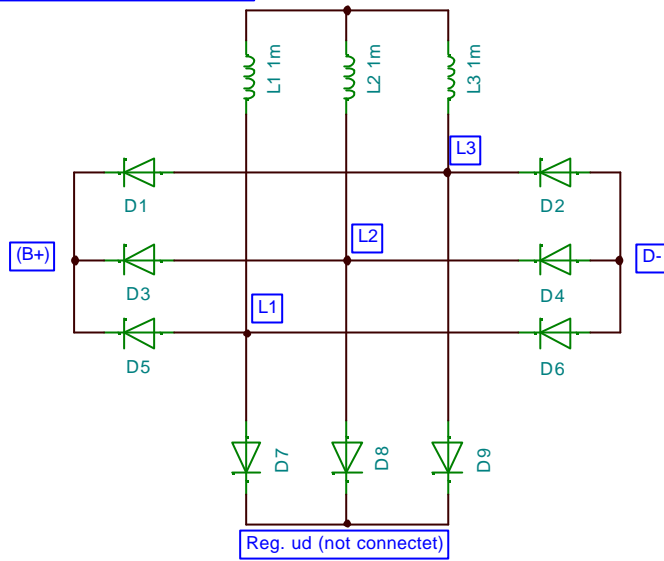 L1 1m
L2 1m
L3 1m
L3
D1
D2
(B+)
L2
D-
D3
D4
L1
D5
D6
D7
D8
D9
Reg. ud (not connectet)